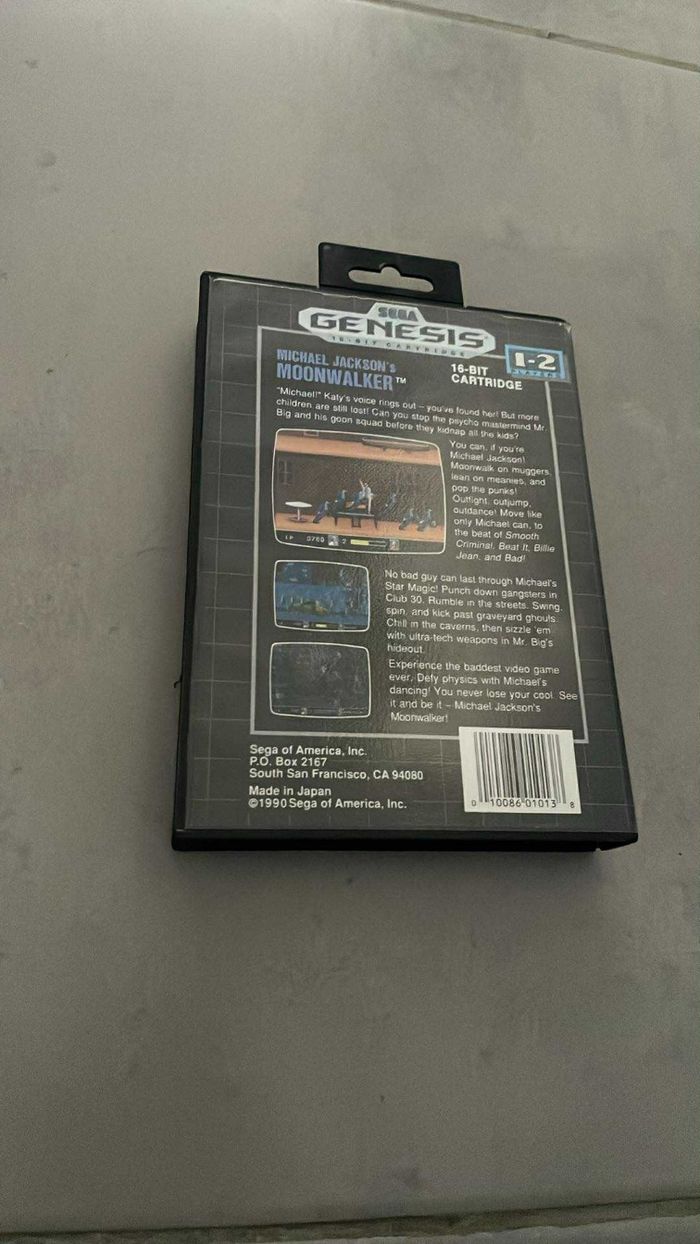 SEGA
GENESIS
16-BIT CARTRIDGE
MICHAEL JACKSON's
MOONWALKER™
16-BIT
CARTRIDGE
1-2
PLAYERS
"Michael!" Katy's voice rings out – you've found her! But more
children are still lost! Can you stop the psycho mastermind Mr.
Big and his goon squad before they kidnap all the kids?
You can, if you're
Michael Jackson!
Moonwalk on muggers,
lean on meanies, and
pop the punks!
Outfight, outjump,
outdance! Move like
only Michael can, to
the beat of Smooth
Criminal, Beat It, Billie
Jean, and Bad!
1P 3700 2
No bad guy can last through Michael's
Star Magic! Punch down gangsters in
Club 30. Rumble in the streets. Swing,
spin, and kick past graveyard ghouls.
Chill in the caverns, then sizzle 'em
with ultra-tech weapons in Mr. Big's
hideout.
Experience the baddest video game
ever. Defy physics with Michael's
dancing! You never lose your cool. See
it and be it – Michael Jackson's
Moonwalker!
Sega of America, Inc.
P.O. Box 2167
South San Francisco, CA 94080
Made in Japan
©1990 Sega of America, Inc.
0 10086 01013 8